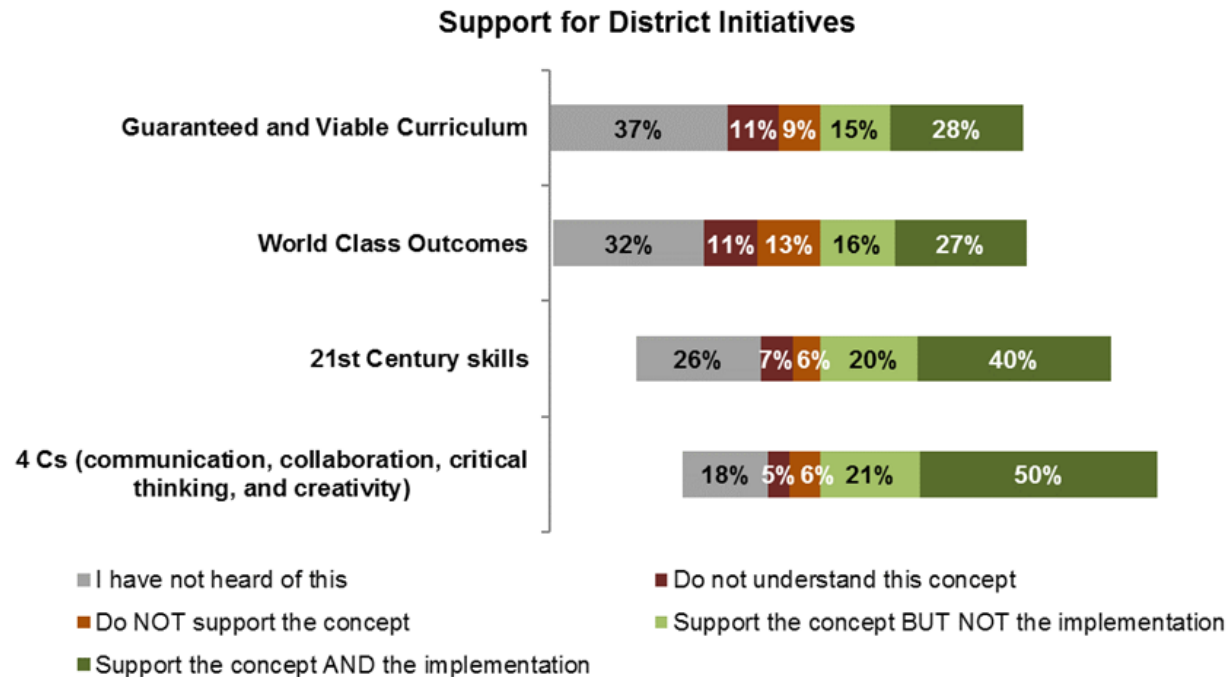 Support for District Initiatives
Guaranteed and Viable Curriculum
37% 11% 9% 15% 28%
World Class Outcomes
32% 11% 13% 16% 27%
21st Century skills
26% 7% 6% 20% 40%
4 Cs (communication, collaboration, critical
thinking, and creativity)
18% 5% 6% 21% 50%
I have not heard of this
Do not understand this concept
Do NOT support the concept
Support the concept BUT NOT the implementation
Support the concept AND the implementation